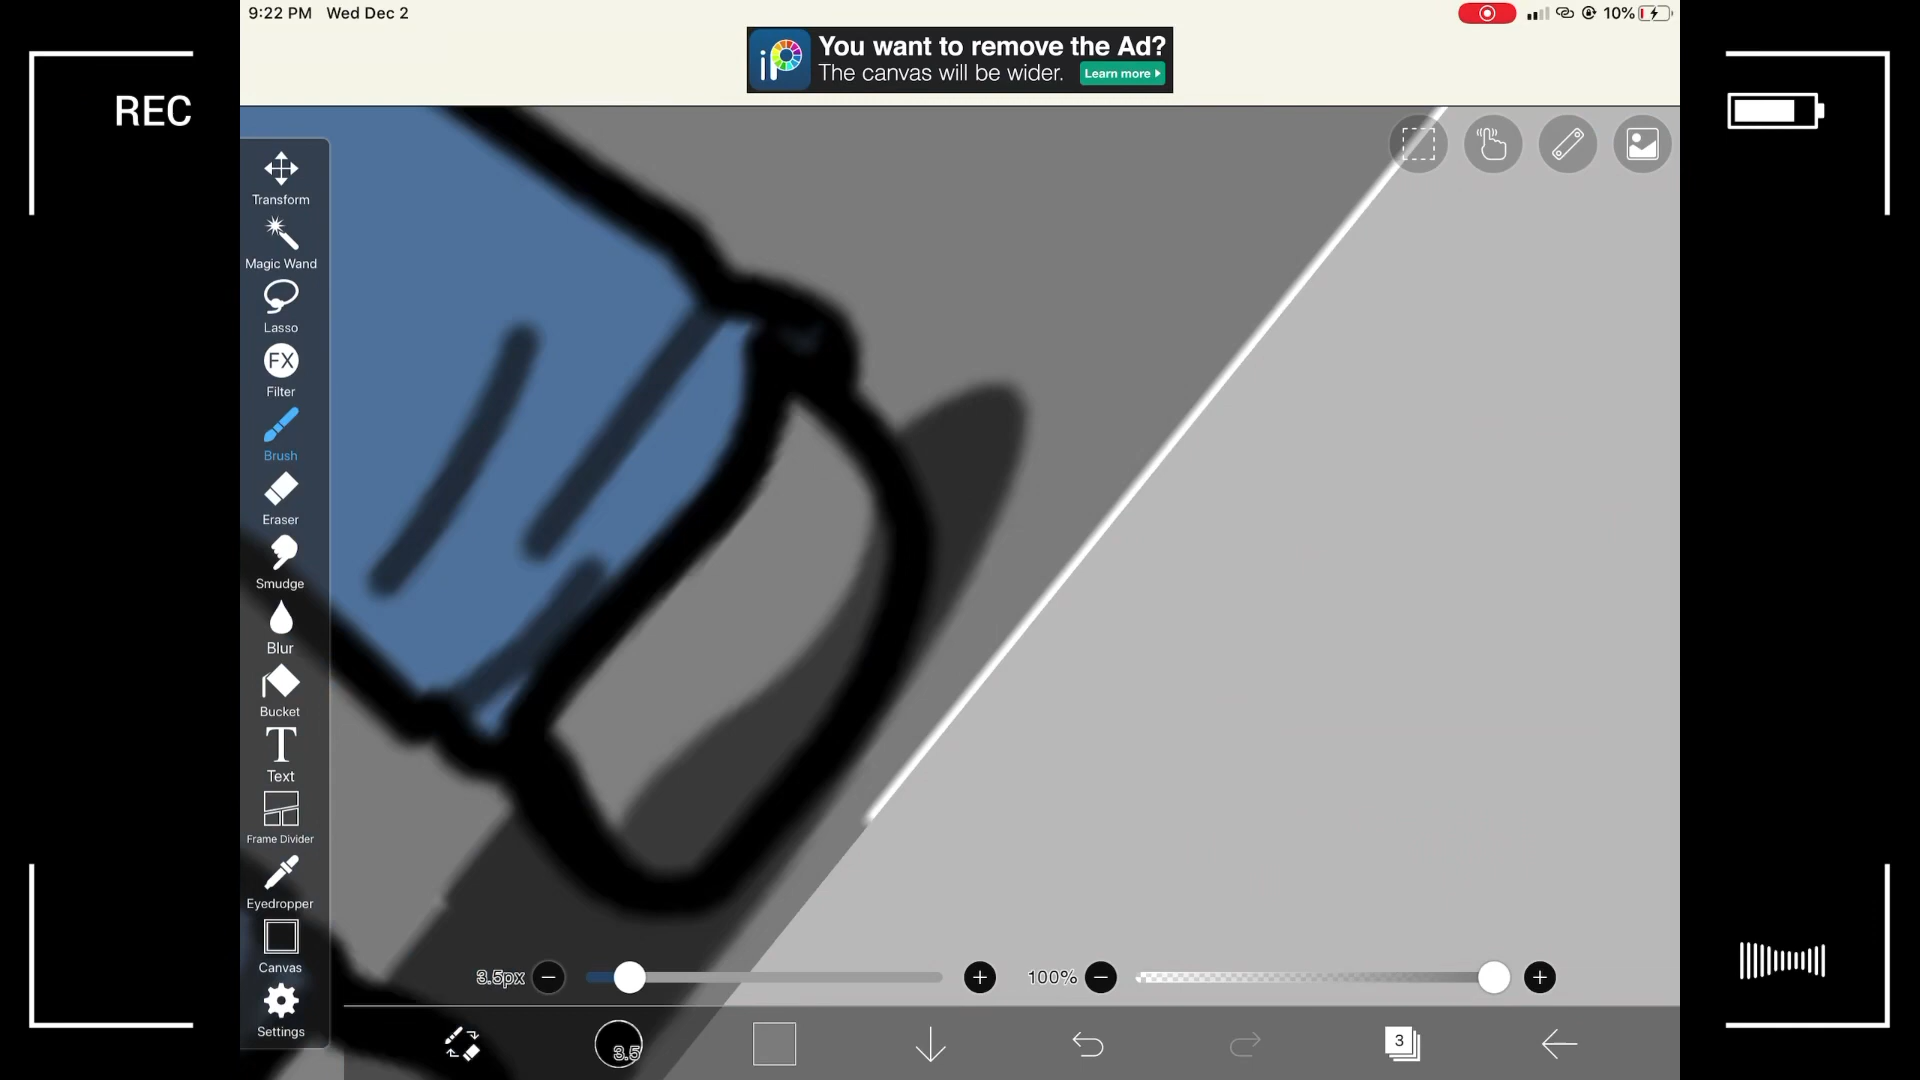 9:22 PM Wed Dec 2
10%
REC
iP
You want to remove the Ad?
The canvas will be wider.
Learn more
Transform
Magic Wand
Lasso
FX
Filter
Brush
Eraser
Smudge
Blur
Bucket
T
Text
Frame Divider
Eyedropper
Canvas
Settings
3.5px
100%
3.5
3